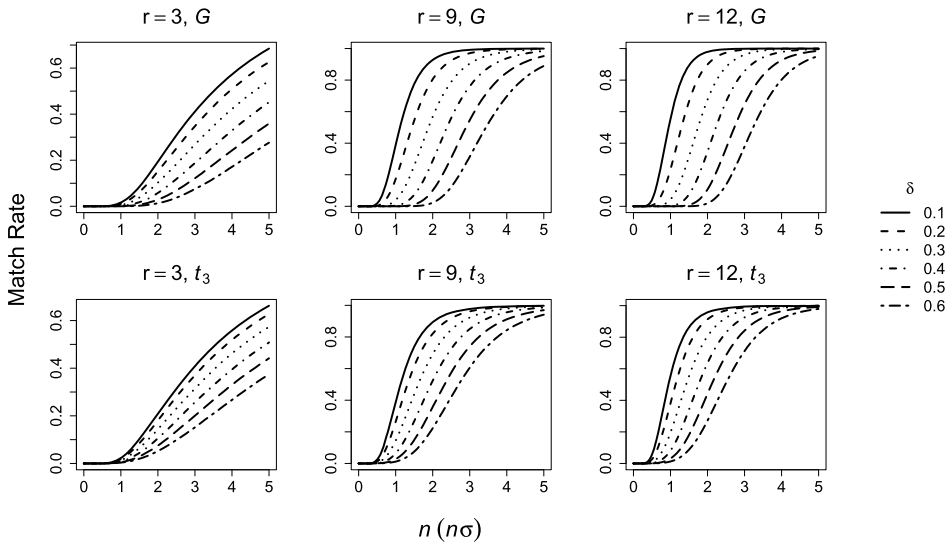 r = 3, G
r = 9, G
r = 12, G
0.0 0.2 0.4 0.6
0 1 2 3 4 5
0.0 0.4 0.8
0 1 2 3 4 5
0.0 0.4 0.8
0 1 2 3 4 5
Match Rate
r = 3, t₃
r = 9, t₃
r = 12, t₃
0.0 0.2 0.4 0.6
0 1 2 3 4 5
0.0 0.4 0.8
0 1 2 3 4 5
0.0 0.4 0.8
0 1 2 3 4 5
n (nσ)
δ
0.1
0.2
0.3
0.4
0.5
0.6